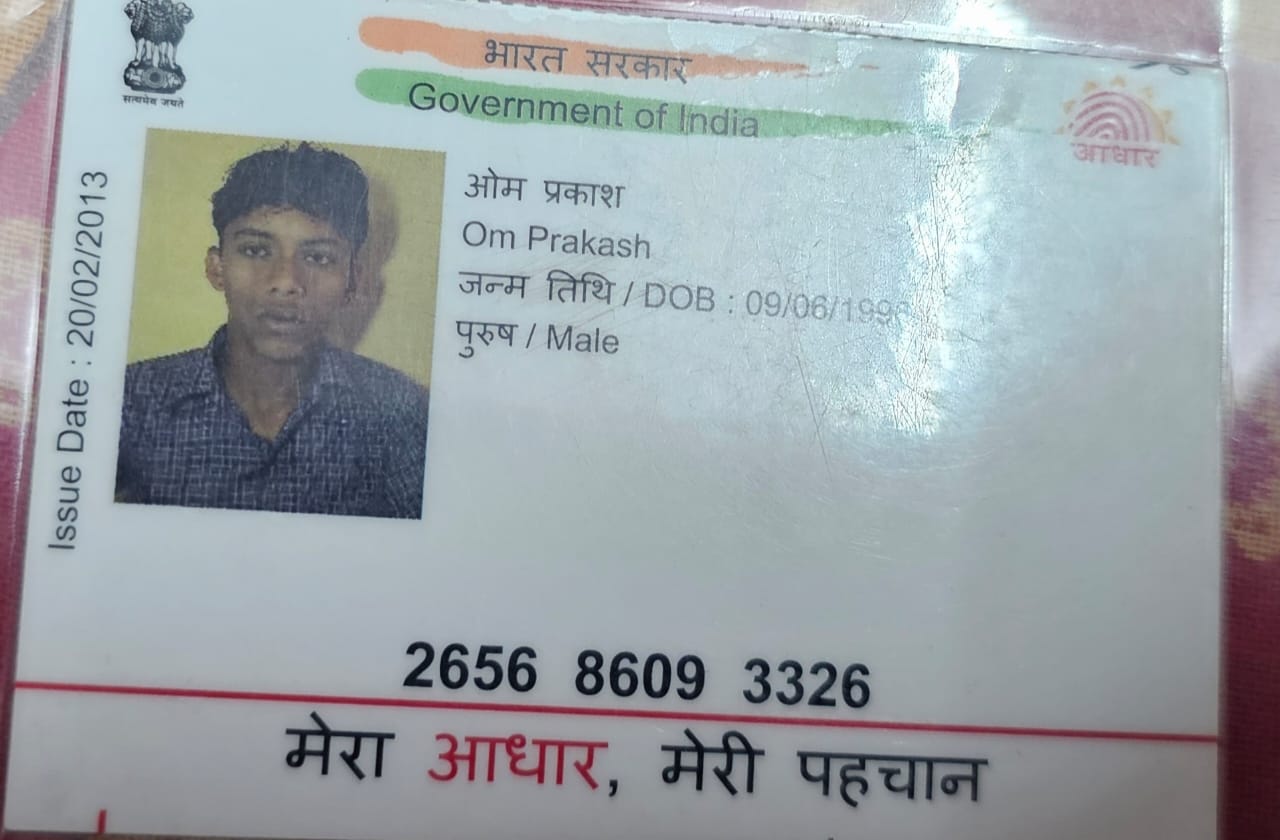 सत्यमेव जयते
भारत सरकार
Government of India
आधार
Issue Date : 20/02/2013
ओम प्रकाश
Om Prakash
जन्म तिथि / DOB : 09/06/199
पुरुष / Male
2656 8609 3326
मेरा आधार, मेरी पहचान